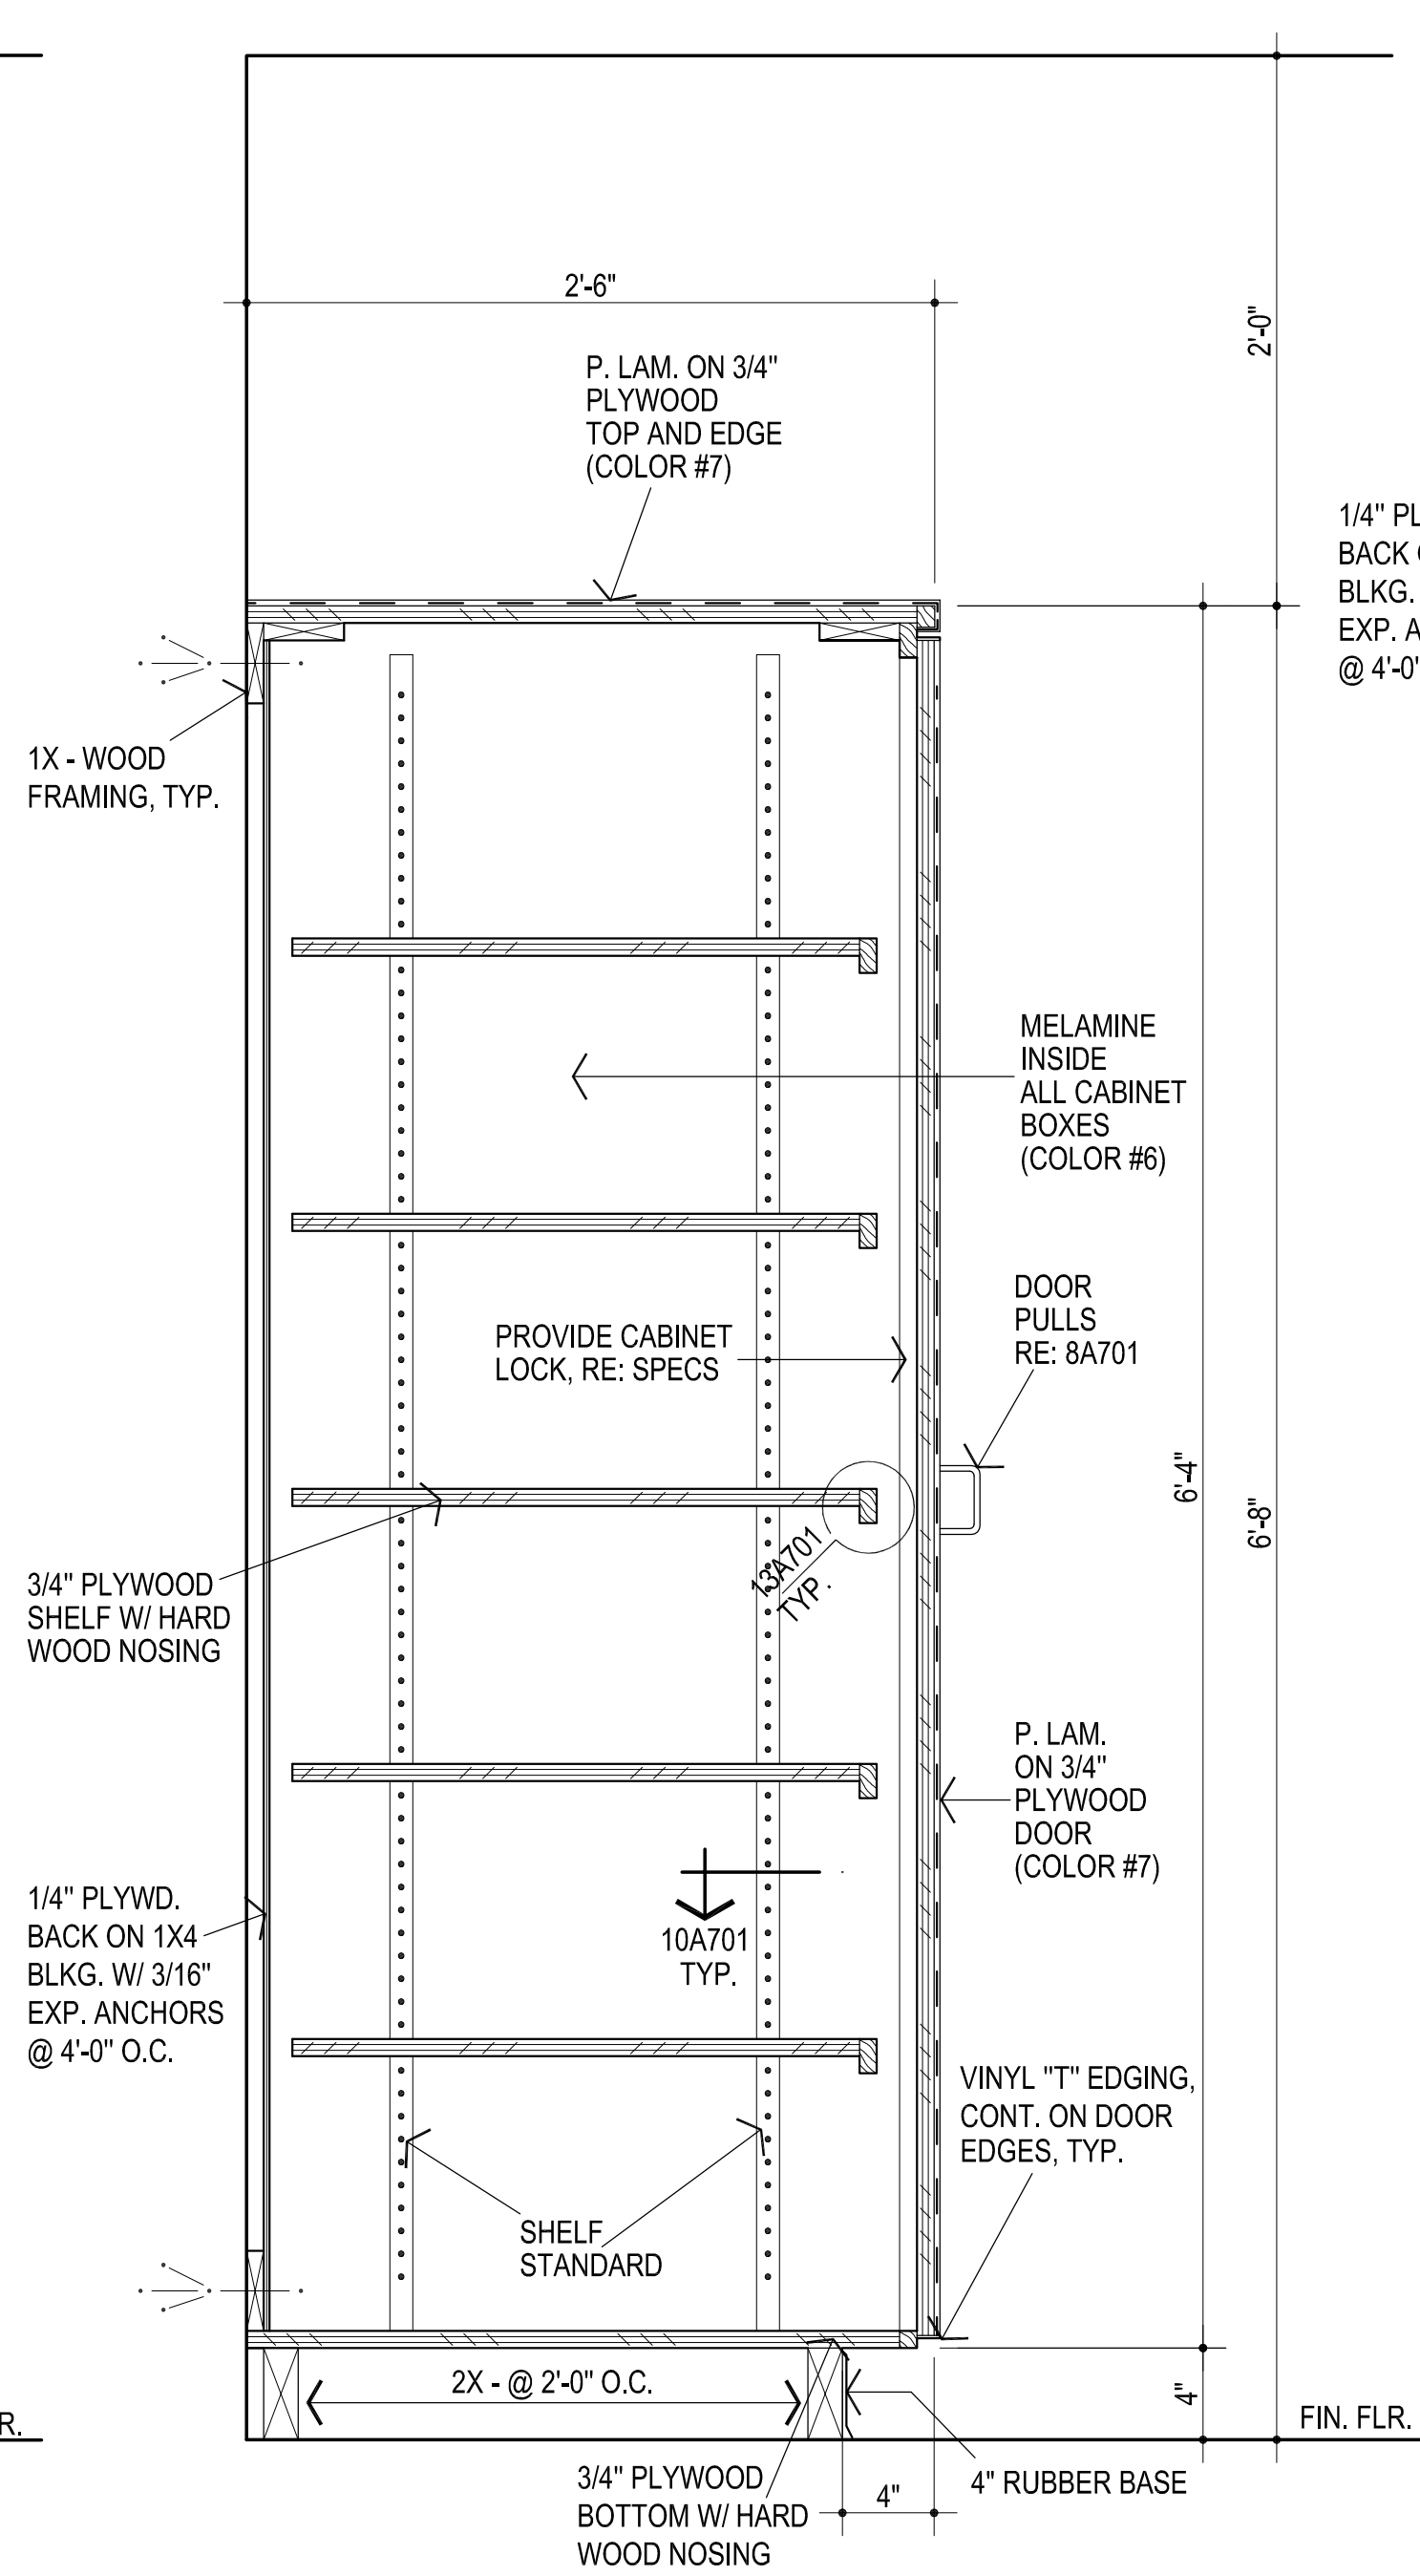 2'-6"
2'-0"
P. LAM. ON 3/4"
PLYWOOD
TOP AND EDGE
(COLOR #7)
1/4" PL
BACK
BLKG.
EXP. A
@ 4'-0"
1X - WOOD
FRAMING, TYP.
MELAMINE
INSIDE
ALL CABINET
BOXES
(COLOR #6)
DOOR
PULLS
RE: 8A701
PROVIDE CABINET
LOCK, RE: SPECS
6'-4"
6'-8"
13A701
TYP.
3/4" PLYWOOD
SHELF W/ HARD
WOOD NOSING
P. LAM.
ON 3/4"
PLYWOOD
DOOR
(COLOR #7)
1/4" PLYWD.
BACK ON 1X4
BLKG. W/ 3/16"
EXP. ANCHORS
@ 4'-0" O.C.
10A701
TYP.
VINYL "T" EDGING,
CONT. ON DOOR
EDGES, TYP.
SHELF
STANDARD
2X - @ 2'-0" O.C.
4"
R.
FIN. FLR.
3/4" PLYWOOD
BOTTOM W/ HARD
WOOD NOSING
4"
4" RUBBER BASE